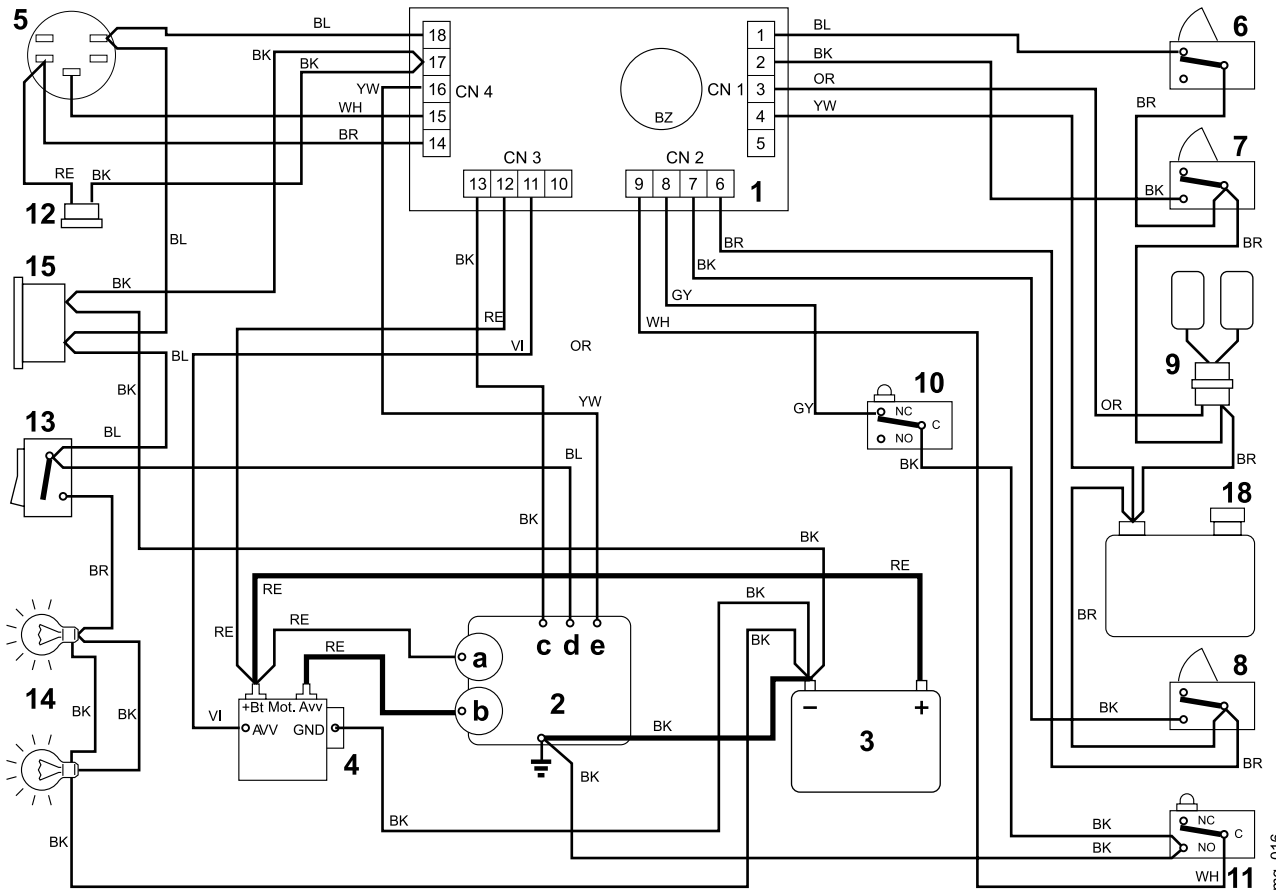 5
BL
18
1
BL
6
BK
BK
17
2
BK
YW
16
CN 4
CN 1
3
OR
WH
15
BZ
4
YW
BR
BR
14
5
7
CN 3
CN 2
RE
BK
13 12 11 10
9 8 7 6
1
BK
12
BL
BR
BR
15
BK
BK
BK
GY
RE
WH
VI
OR
BL
9
BK
10
YW
GY
NC
C
NO
OR
13
BL
BL
BK
BR
18
BK
BK
BR
RE
RE
BK
BR
RE
RE
RE
BK
c d e
a
8
14
+Bt Mot. Avv
b
2
–
+
BK
BK
VI
AVV
GND
BK
3
BK
4
BK
BR
BK
BK
NC
C
NO
BK
BK
WH
11